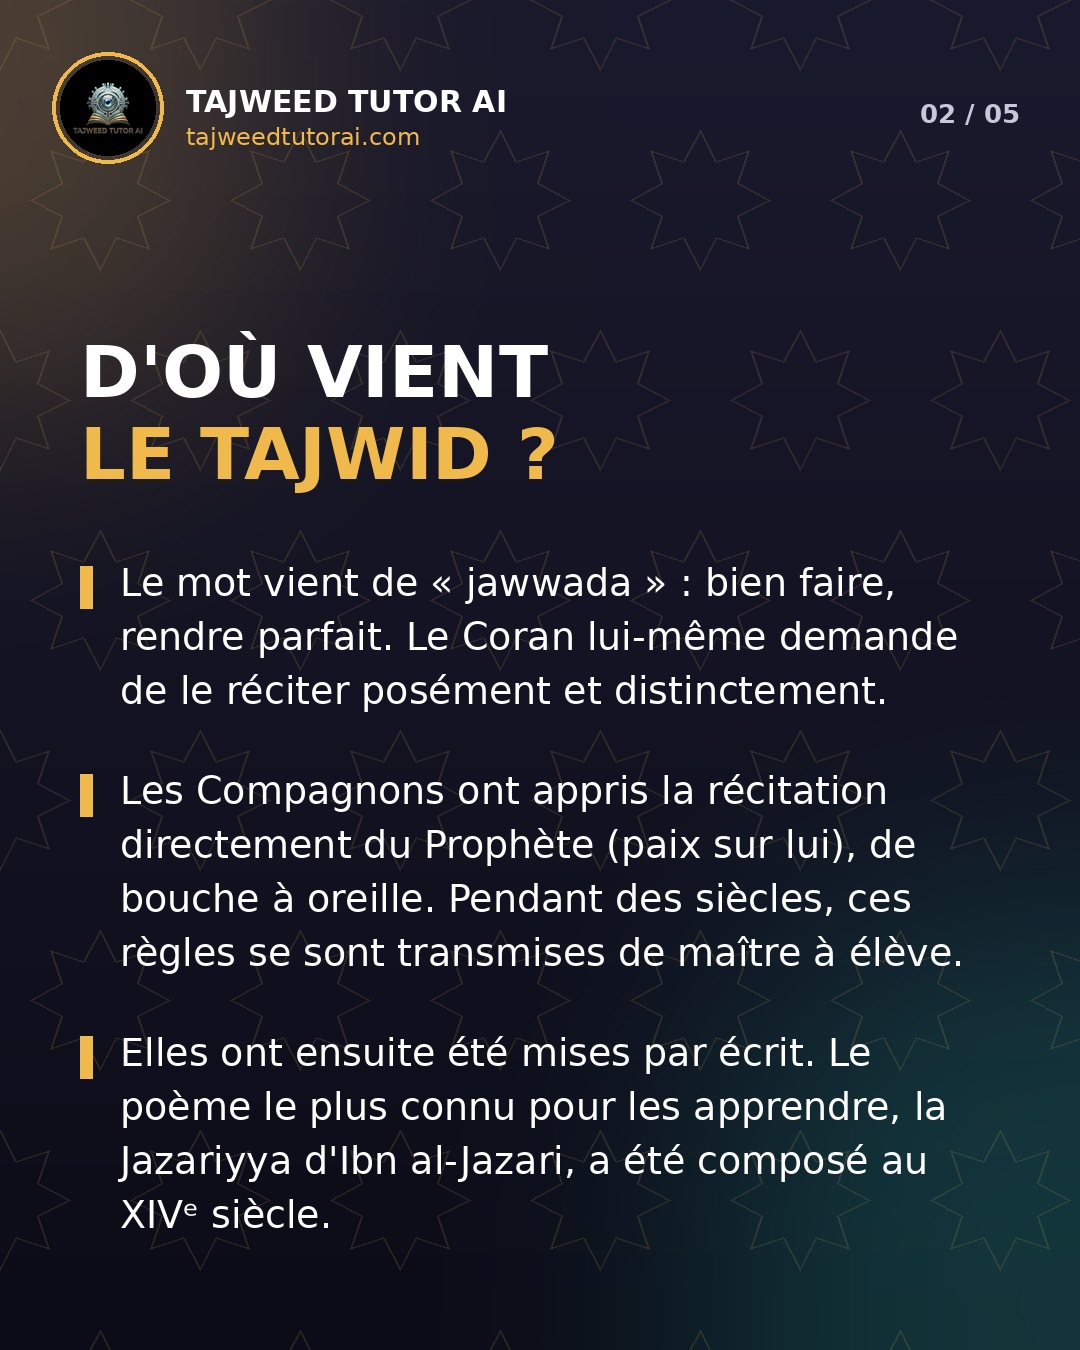 TAJWEED TUTOR AI
TAJWEED TUTOR AI
tajweedtutorai.com
02 / 05
D'OÙ VIENT
LE TAJWID ?
Le mot vient de « jawwada » : bien faire,
rendre parfait. Le Coran lui-même demande
de le réciter posément et distinctement.
Les Compagnons ont appris la récitation
directement du Prophète (paix sur lui), de
bouche à oreille. Pendant des siècles, ces
règles se sont transmises de maître à élève.
Elles ont ensuite été mises par écrit. Le
poème le plus connu pour les apprendre, la
Jazariyya d'Ibn al-Jazari, a été composé au
XIVᵉ siècle.